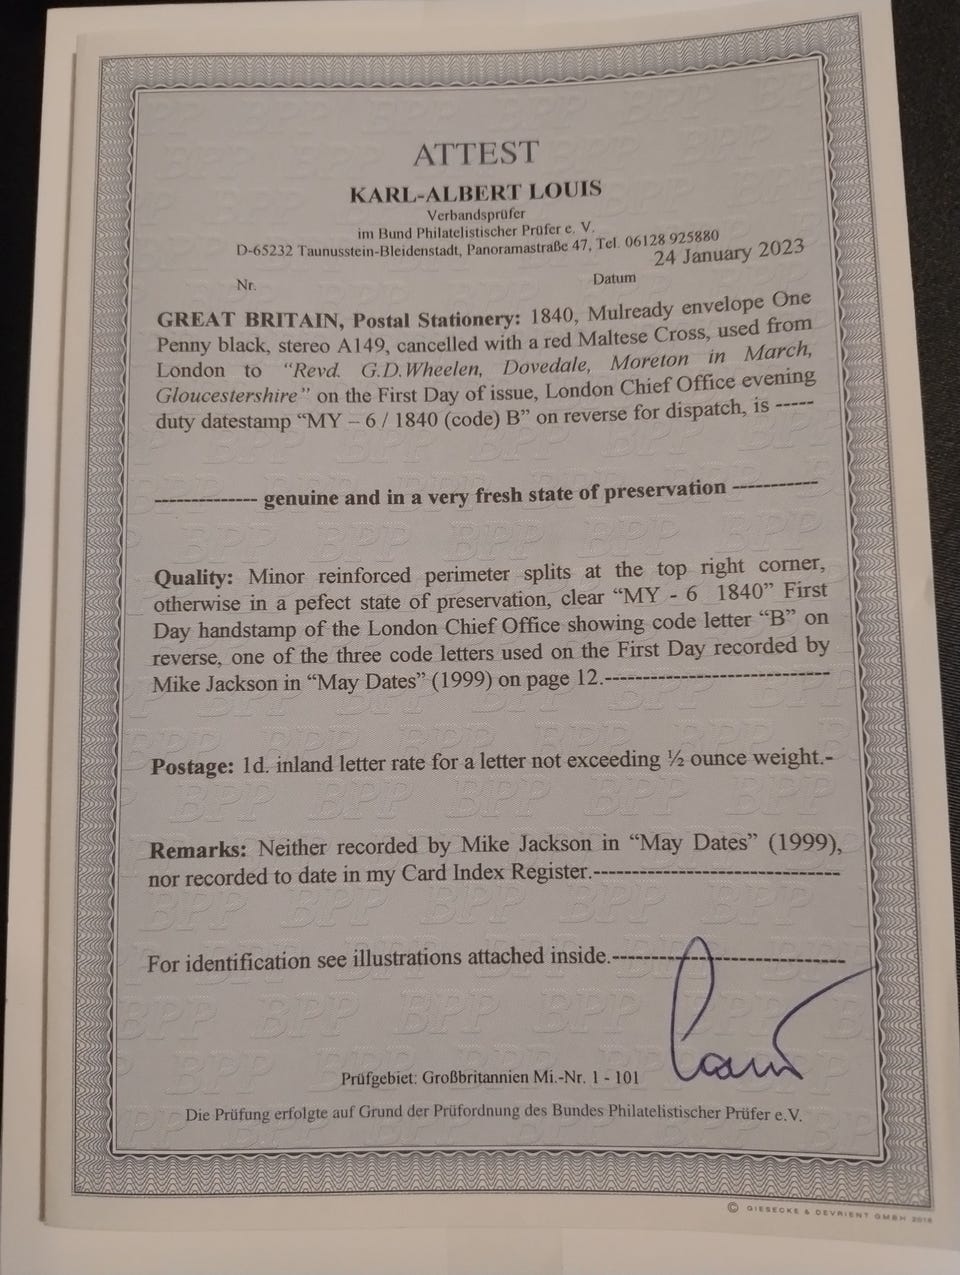 ATTEST
KARL-ALBERT LOUIS
Verbandsprüfer
im Bund Philatelistischer Prüfer e. V.
D-65232 Taunusstein-Bleidenstadt, Panoramastraße 47, Tel. 06128 925880
24 January 2023
Nr.
Datum
GREAT BRITAIN, Postal Stationery: 1840, Mulready envelope One
Penny black, stereo A149, cancelled with a red Maltese Cross, used from
London to “Revd. G.D.Wheelen, Dovedale, Moreton in March,
Gloucestershire” on the First Day of issue, London Chief Office evening
duty datestamp “MY – 6 / 1840 (code) B” on reverse for dispatch, is -----
------------- genuine and in a very fresh state of preservation -----------
Quality: Minor reinforced perimeter splits at the top right corner,
otherwise in a pefect state of preservation, clear “MY - 6 1840” First
Day handstamp of the London Chief Office showing code letter “B” on
reverse, one of the three code letters used on the First Day recorded by
Mike Jackson in “May Dates” (1999) on page 12.-----------------------------
Postage: 1d. inland letter rate for a letter not exceeding ½ ounce weight.-
Remarks: Neither recorded by Mike Jackson in “May Dates” (1999),
nor recorded to date in my Card Index Register.--------------------------------
For identification see illustrations attached inside.------------------------------
Louis
Prüfgebiet: Großbritannien Mi.-Nr. 1 - 101
Die Prüfung erfolgte auf Grund der Prüfordnung des Bundes Philatelistischer Prüfer e.V.
© GIESECKE & DEVRIENT GMBH 2016